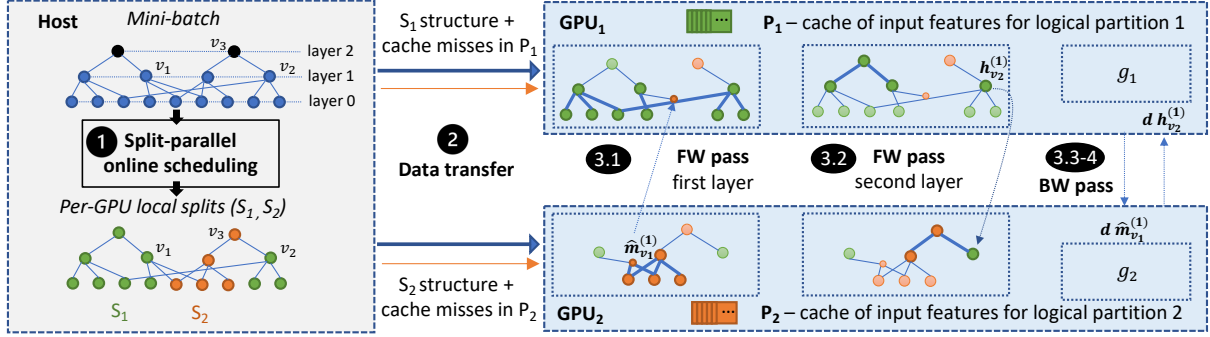 Host
Mini-batch
v₃
layer 2
v₁
v₂
layer 1
layer 0
1
Split-parallel
online scheduling
Per-GPU local splits (S₁, S₂)
v₃
v₁
v₂
S₁
S₂
S₁ structure +
cache misses in P₁
2
Data transfer
S₂ structure +
cache misses in P₂
GPU₁
P₁ – cache of input features for logical partition 1
h_{v₂}^{(1)}
g₁
d h_{v₂}^{(1)}
3.1
FW pass
first layer
3.2
FW pass
second layer
3.3-4
BW pass
m̂_{v₁}^{(1)}
d m̂_{v₁}^{(1)}
g₂
GPU₂
P₂ – cache of input features for logical partition 2